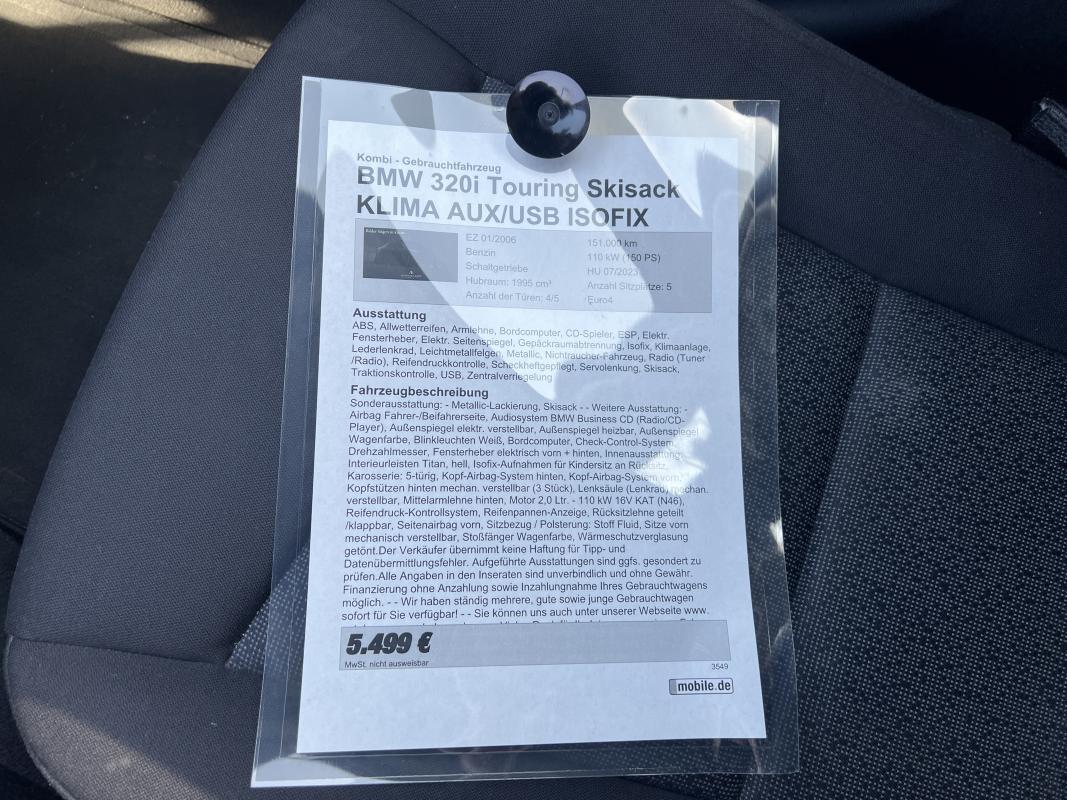 Kombi - Gebrauchtfahrzeug
BMW 320i Touring Skisack
KLIMA AUX/USB ISOFIX
EZ 01/2006
151.000 km
Benzin
110 kW (150 PS)
Schaltgetriebe
HU 07/2023
Hubraum: 1995 cm³
Anzahl Sitzplätze: 5
Anzahl der Türen: 4/5
Euro4
Ausstattung
ABS, Allwetterreifen, Armlehne, Bordcomputer, CD-Spieler, ESP, Elektr.
Fensterheber, Elektr. Seitenspiegel, Gepäckraumabtrennung, Isofix, Klimaanlage,
Lederlenkrad, Leichtmetallfelgen, Metallic, Nichtraucher-Fahrzeug, Radio (Tuner
/Radio), Reifendruckkontrolle, Scheckheftgepflegt, Servolenkung, Skisack,
Traktionskontrolle, USB, Zentralverriegelung
Fahrzeugbeschreibung
Sonderausstattung: - Metallic-Lackierung, Skisack - - Weitere Ausstattung: -
Airbag Fahrer-/Beifahrerseite, Audiosystem BMW Business CD (Radio/CD-
Player), Außenspiegel elektr. verstellbar, Außenspiegel heizbar, Außenspiegel
Wagenfarbe, Blinkleuchten Weiß, Bordcomputer, Check-Control-System,
Drehzahlmesser, Fensterheber elektrisch vorn + hinten, Innenausstattung:
Interieurleisten Titan, hell, Isofix-Aufnahmen für Kindersitz an Rücksitz,
Karosserie: 5-türig, Kopf-Airbag-System hinten, Kopf-Airbag-System vorn,
Kopfstützen hinten mechan. verstellbar (3 Stück), Lenksäule (Lenkrad) mechan.
verstellbar, Mittelarmlehne hinten, Motor 2,0 Ltr. - 110 kW 16V KAT (N46),
Reifendruck-Kontrollsystem, Reifenpannen-Anzeige, Rücksitzlehne geteilt
/klappbar, Seitenairbag vorn, Sitzbezug / Polsterung: Stoff Fluid, Sitze vorn
mechanisch verstellbar, Stoßfänger Wagenfarbe, Wärmeschutzverglasung
getönt.Der Verkäufer übernimmt keine Haftung für Tipp- und
Datenübermittlungsfehler. Aufgeführte Ausstattungen sind ggfs. gesondert zu
prüfen.Alle Angaben in den Inseraten sind unverbindlich und ohne Gewähr.
Finanzierung ohne Anzahlung sowie Inzahlungnahme Ihres Gebrauchtwagens
möglich. - - Wir haben ständig mehrere, gute sowie junge Gebrauchtwagen
sofort für Sie verfügbar! - - Sie können uns auch unter unserer Webseite www.
5.499 €
MwSt. nicht ausweisbar
3549
mobile.de